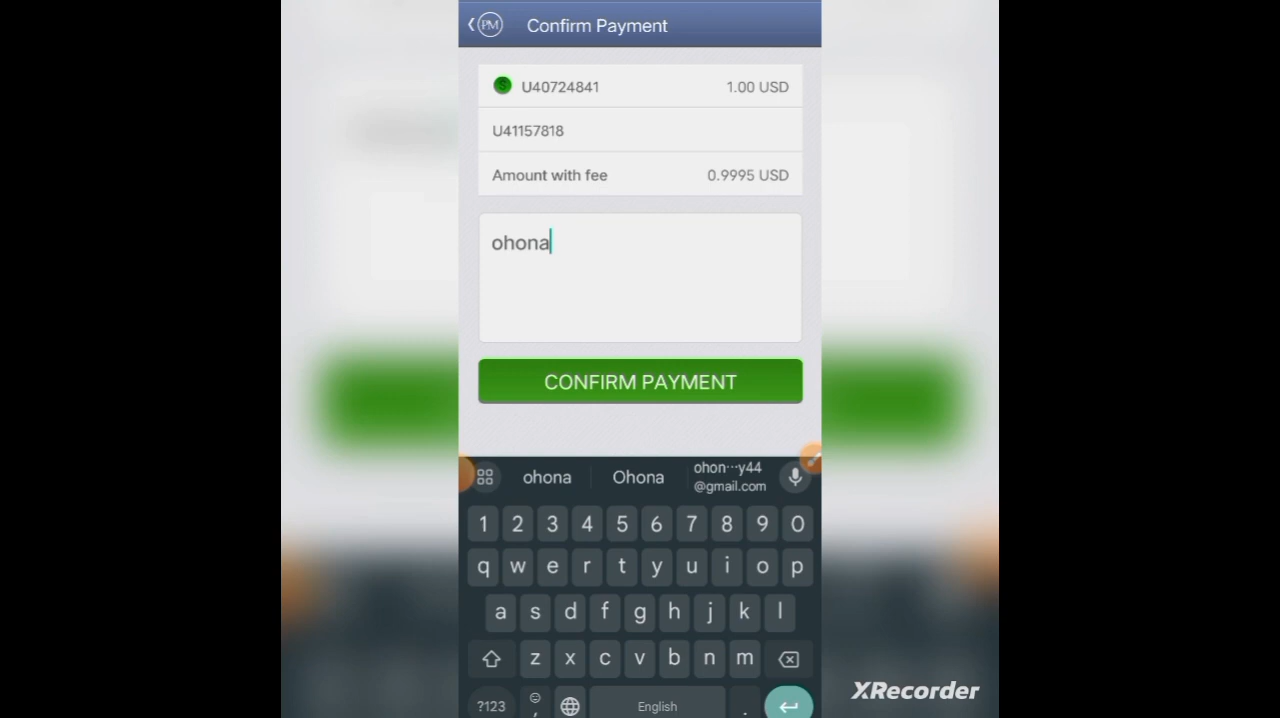 PM Confirm Payment
U40724841 1.00 USD
U41157818
Amount with fee 0.9995 USD
ohona
CONFIRM PAYMENT
ohona Ohona ohon···y44
@gmail.com
1 2 3 4 5 6 7 8 9 0
q w e r t y u i o p
a s d f g h j k l
z x c v b n m
?123 , English .
XRecorder